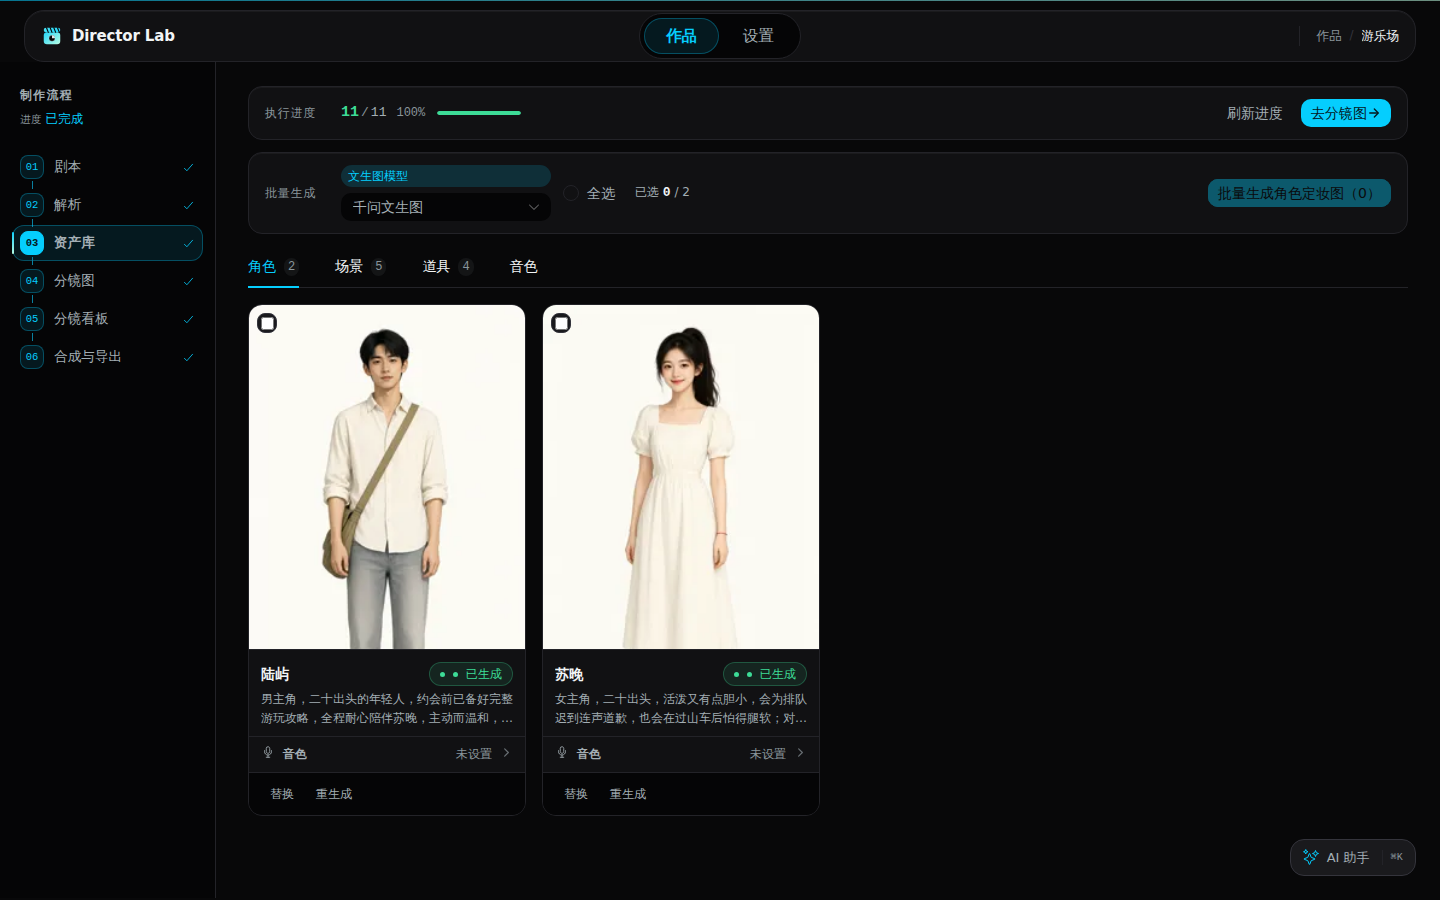 Director Lab
作品
设置
作品 / 游乐场
制作流程
进度 已完成
01 剧本
02 解析
03 资产库
04 分镜图
05 分镜看板
06 合成与导出
执行进度 11/11 100%
刷新进度
去分镜图→
批量生成
文生图模型
千问文生图
全选
已选 0 / 2
批量生成角色定妆图（0）
角色 2
场景 5
道具 4
音色
陆屿
已生成
男主角，二十出头的年轻人，约会前已备好完整
游玩攻略，全程耐心陪伴苏晚，主动而温和，...
音色
未设置
替换
重生成
苏晚
已生成
女主角，二十出头，活泼又有点胆小，会为排队
迟到连声道歉，也会在过山车后怕得腿软；对...
音色
未设置
替换
重生成
AI 助手
⌘K